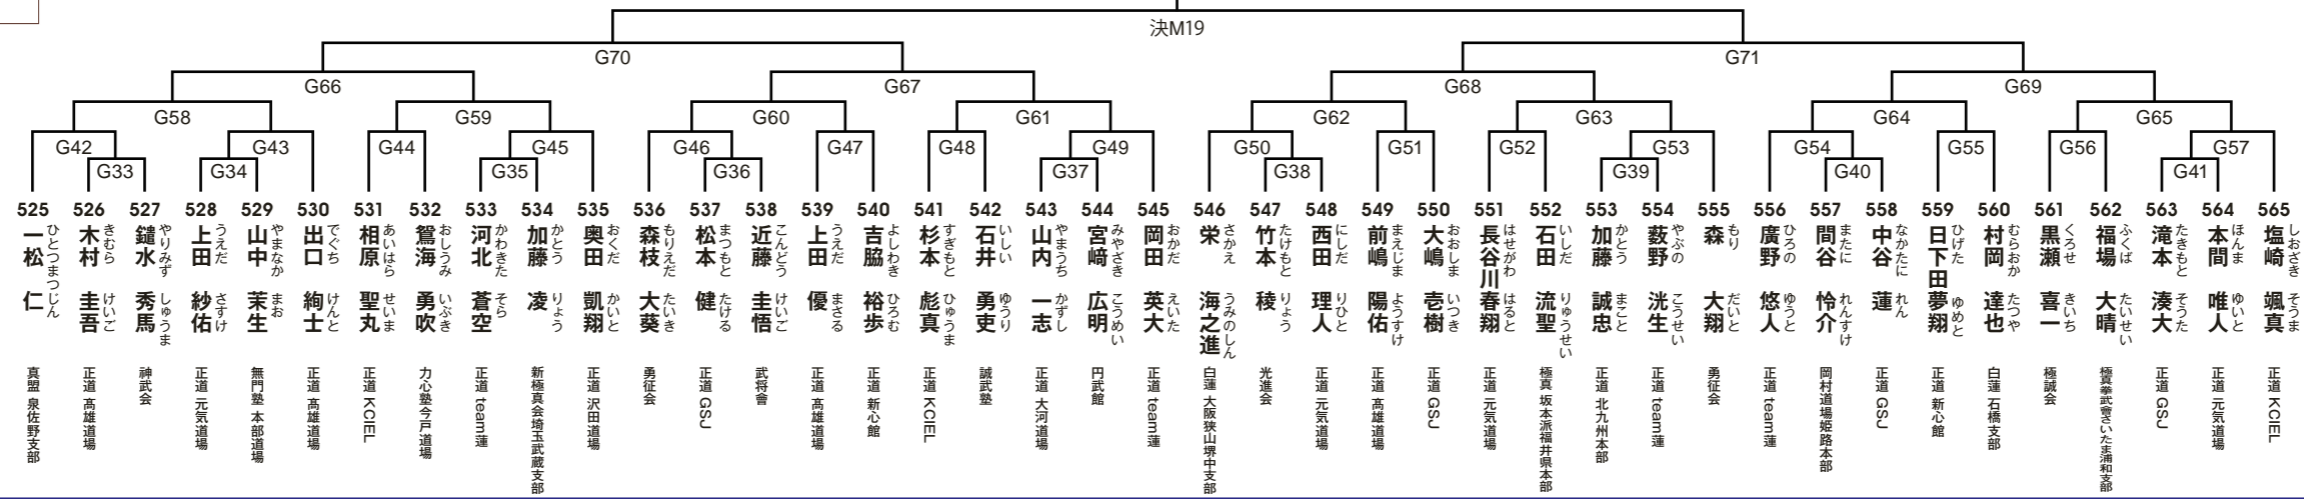 決M19
G70
G71
G66
G67
G68
G69
G58
G59
G60
G61
G62
G63
G64
G65
G42
G43
G44
G45
G46
G47
G48
G49
G50
G51
G52
G53
G54
G55
G56
G57
G33
G34
G35
G36
G37
G38
G39
G40
G41
525 一松 仁 ひとつまつじん 真盟 泉佐野支部
526 木村 圭吾 きむら けいご 正道 髙雄道場
527 鑓水 秀馬 やりみず しゅうま 神武会
528 上田 紗佑 うえだ さすけ 正道 元気道場
529 山中 茉生 やまなか まお 無門塾 本部道場
530 出口 絢士 でぐち けんと 正道 髙雄道場
531 相原 聖丸 あいはら せいま 正道 KCIEL
532 鴛海 勇吹 おしうみ いぶき 力心塾今戸道場
533 河北 蒼空 かわきた そら 正道 team蓮
534 加藤 凌 かとう りょう 新極真会埼玉武蔵支部
535 奥田 凱翔 おくだ かいと 正道 沢田道場
536 森枝 大葵 もりえだ たいき 勇征会
537 松本 健 まつもと たける 正道 GSJ
538 近藤 圭悟 こんどう けいご 武将會
539 上田 優 うえだ まさる 正道 髙雄道場
540 吉脇 裕歩 よしわき ひろむ 正道 新心館
541 杉本 彪真 すぎもと ひゅうま 正道 KCIEL
542 石井 勇吏 いしい ゆうり 誠武塾
543 山内 一志 やまうち かずし 正道 大河道場
544 宮﨑 広明 みやざき こうめい 円武館
545 岡田 英大 おかだ えいた 正道 team蓮
546 栄 海之進 さかえ うみのしん 白蓮 大阪狭山堺中支部
547 竹本 稜 たけもと りょう 光進会
548 西田 理人 にしだ りひと 正道 元気道場
549 前嶋 陽佑 まえじま ようすけ 正道 髙雄道場
550 大嶋 壱樹 おおしま いつき 正道 GSJ
551 長谷川 春翔 はせがわ はると 正道 元気道場
552 石田 流聖 いしだ りゅうせい 極真 坂本派福井県本部
553 加藤 誠忠 かとう まこと 正道 北九州本部
554 薮野 洸生 やぶの こうせい 正道 team蓮
555 森 大翔 もり だいと 勇征会
556 廣野 悠人 ひろの ゆうと 正道 team蓮
557 間谷 怜介 またに れんすけ 岡村道場姫路本部
558 中谷 蓮 なかたに れん 正道 GSJ
559 日下田 夢翔 ひげた ゆめと 正道 新心館
560 村岡 達也 むらおか たつや 白蓮 石橋支部
561 黒瀬 喜一 くろせ きいち 極誠会
562 福場 大晴 ふくば たいせい 極真拳武會さいたま浦和支部
563 滝本 湊大 たきもと そうた 正道 GSJ
564 本間 唯人 ほんま ゆいと 正道 元気道場
565 塩崎 颯真 しおざき そうま 正道 KCIEL